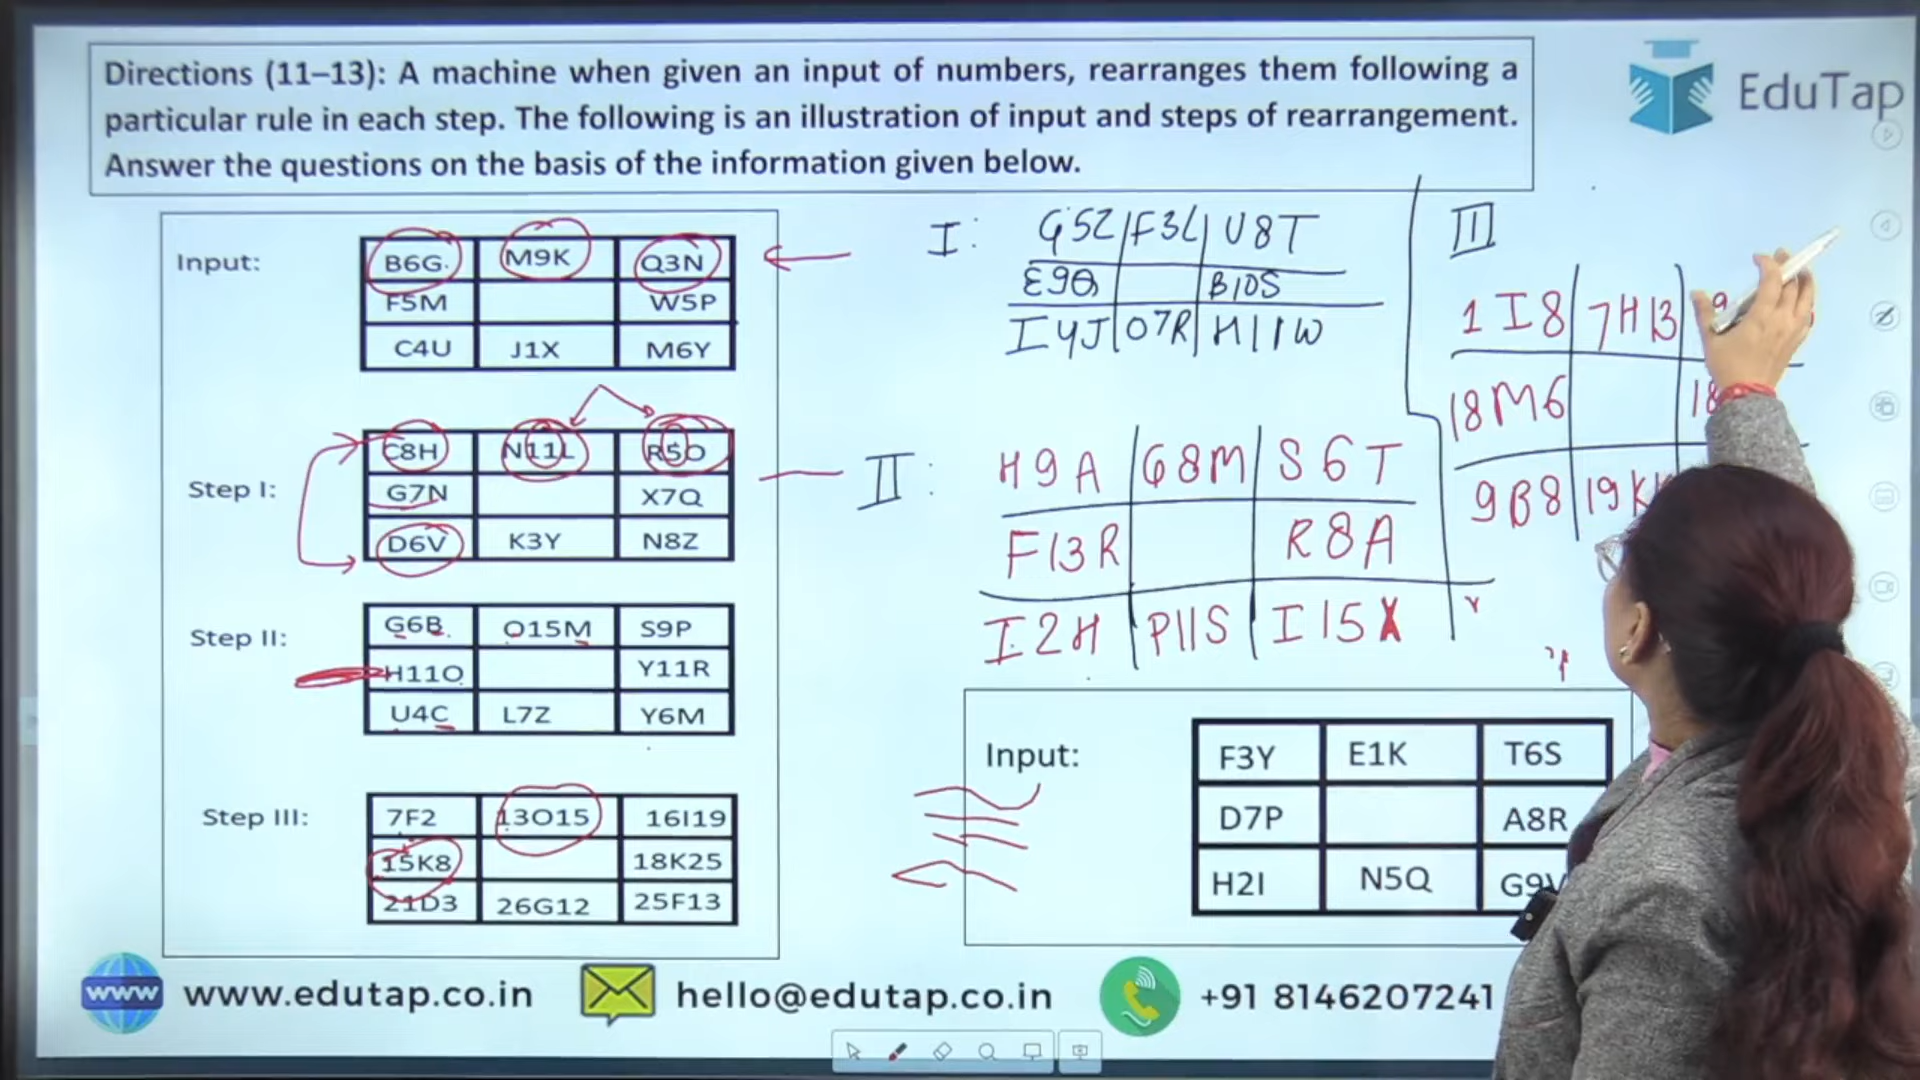 Directions (11–13): A machine when given an input of numbers, rearranges them following a
particular rule in each step. The following is an illustration of input and steps of rearrangement.
Answer the questions on the basis of the information given below.
EduTap
Input:
B6G M9K Q3N
F5M W5P
C4U J1X M6Y
Step I:
C8H N11L R5O
G7N X7Q
D6V K3Y N8Z
Step II:
G6B O15M S9P
H11O Y11R
U4C L7Z Y6M
Step III:
7F2 13O15 16I19
15K8 18K25
21D3 26G12 25F13
I:
G5Z F3L U8T
E9Q B10S
I4J O7R H11W
II:
H9A G8M S6T
F13R R8A
I2H P11S I15X
III
1I8 7H13
18M6 18
9B8 19K
Input:
F3Y E1K T6S
D7P A8R
H2I N5Q G9V
www
www.edutap.co.in
hello@edutap.co.in
+91 8146207241